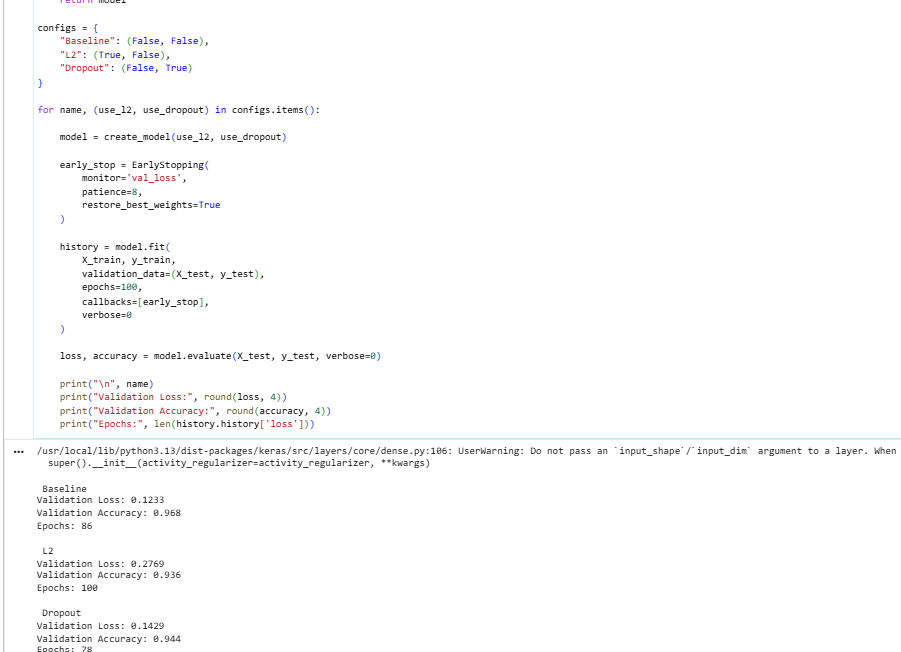 return model
configs = {
    "Baseline": (False, False),
    "L2": (True, False),
    "Dropout": (False, True)
}
for name, (use_l2, use_dropout) in configs.items():
    model = create_model(use_l2, use_dropout)
    early_stop = EarlyStopping(
        monitor='val_loss',
        patience=8,
        restore_best_weights=True
    )
    history = model.fit(
        X_train, y_train,
        validation_data=(X_test, y_test),
        epochs=100,
        callbacks=[early_stop],
        verbose=0
    )
    loss, accuracy = model.evaluate(X_test, y_test, verbose=0)
    print("\n", name)
    print("Validation Loss:", round(loss, 4))
    print("Validation Accuracy:", round(accuracy, 4))
    print("Epochs:", len(history.history['loss']))
/usr/local/lib/python3.13/dist-packages/keras/src/layers/core/dense.py:106: UserWarning: Do not pass an `input_shape`/`input_dim` argument to a layer. When
  super().__init__(activity_regularizer=activity_regularizer, **kwargs)
 Baseline
Validation Loss: 0.1233
Validation Accuracy: 0.968
Epochs: 86
 L2
Validation Loss: 0.2769
Validation Accuracy: 0.936
Epochs: 100
 Dropout
Validation Loss: 0.1429
Validation Accuracy: 0.944
Epochs: 78